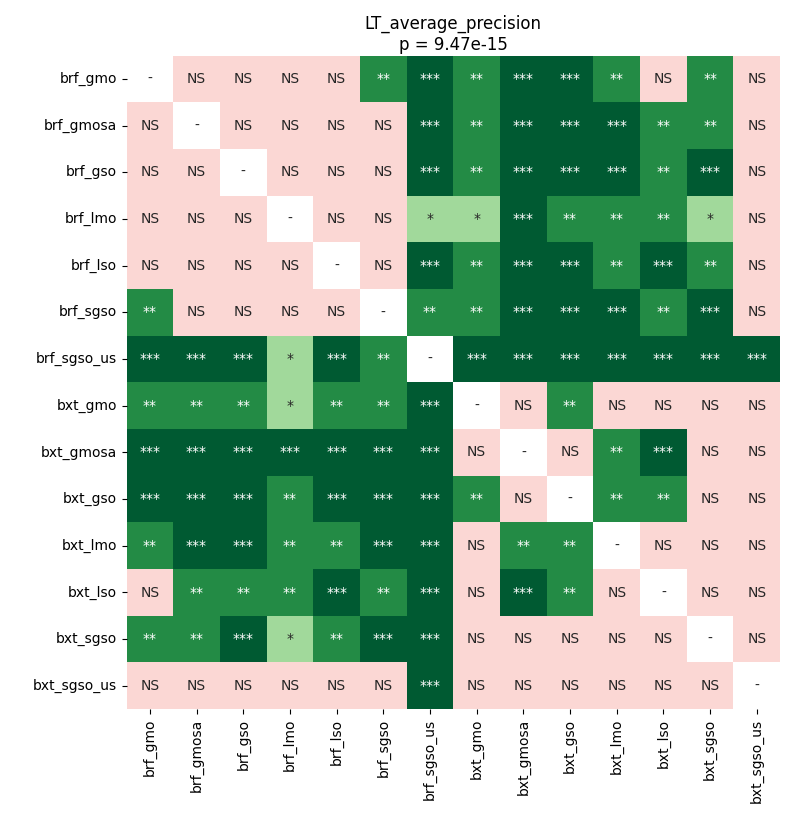 LT_average_precision
p = 9.47e-15
brf_gmo - NS NS NS NS ** *** ** *** *** ** NS ** NS
brf_gmosa NS - NS NS NS NS *** ** *** *** *** ** ** NS
brf_gso NS NS - NS NS NS *** ** *** *** *** ** *** NS
brf_lmo NS NS NS - NS NS * * *** ** ** ** * NS
brf_lso NS NS NS NS - NS *** ** *** *** ** *** ** NS
brf_sgso ** NS NS NS NS - ** ** *** *** *** ** *** NS
brf_sgso_us *** *** *** * *** ** - *** *** *** *** *** *** ***
bxt_gmo ** ** ** * ** ** *** - NS ** NS NS NS NS
bxt_gmosa *** *** *** *** *** *** *** NS - NS ** *** NS NS
bxt_gso *** *** *** ** *** *** *** ** NS - ** ** NS NS
bxt_lmo ** *** *** ** ** *** *** NS ** ** - NS NS NS
bxt_lso NS ** ** ** *** ** *** NS *** ** NS - NS NS
bxt_sgso ** ** *** * ** *** *** NS NS NS NS NS - NS
bxt_sgso_us NS NS NS NS NS NS *** NS NS NS NS NS NS -
brf_gmo brf_gmosa brf_gso brf_lmo brf_lso brf_sgso brf_sgso_us bxt_gmo bxt_gmosa bxt_gso bxt_lmo bxt_lso bxt_sgso bxt_sgso_us